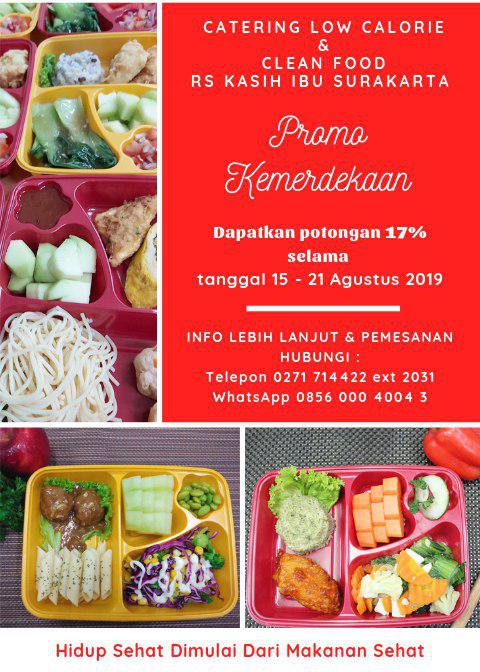 CATERING LOW CALORIE
&
CLEAN FOOD
RS KASIH IBU SURAKARTA
Promo
Kemerdekaan
Dapatkan potongan 17%
selama
tanggal 15 - 21 Agustus 2019
INFO LEBIH LANJUT & PEMESANAN
HUBUNGI :
Telepon 0271 714422 ext 2031
WhatsApp 0856 000 4004 3
Hidup Sehat Dimulai Dari Makanan Sehat